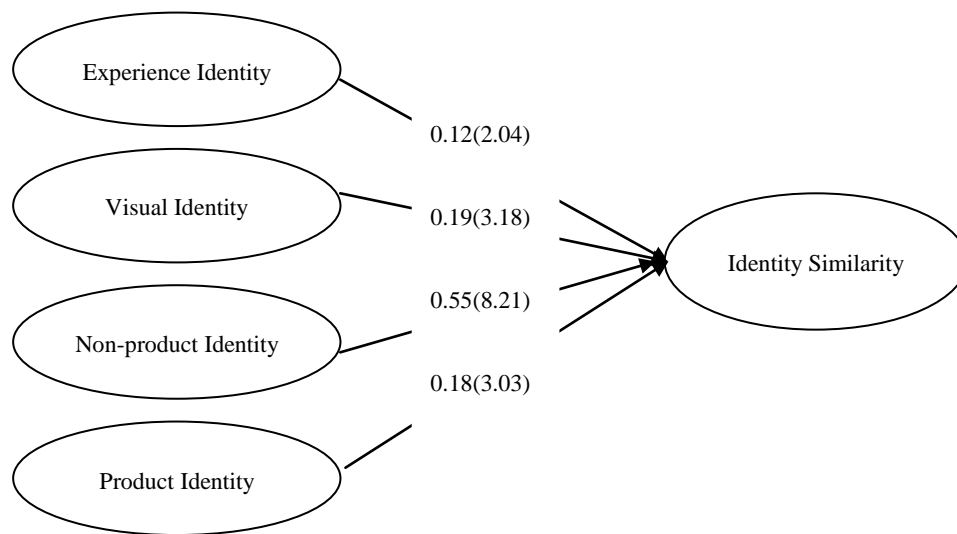 Experience Identity
0.12(2.04)
Visual Identity
0.19(3.18)
Identity Similarity
0.55(8.21)
Non-product Identity
0.18(3.03)
Product Identity